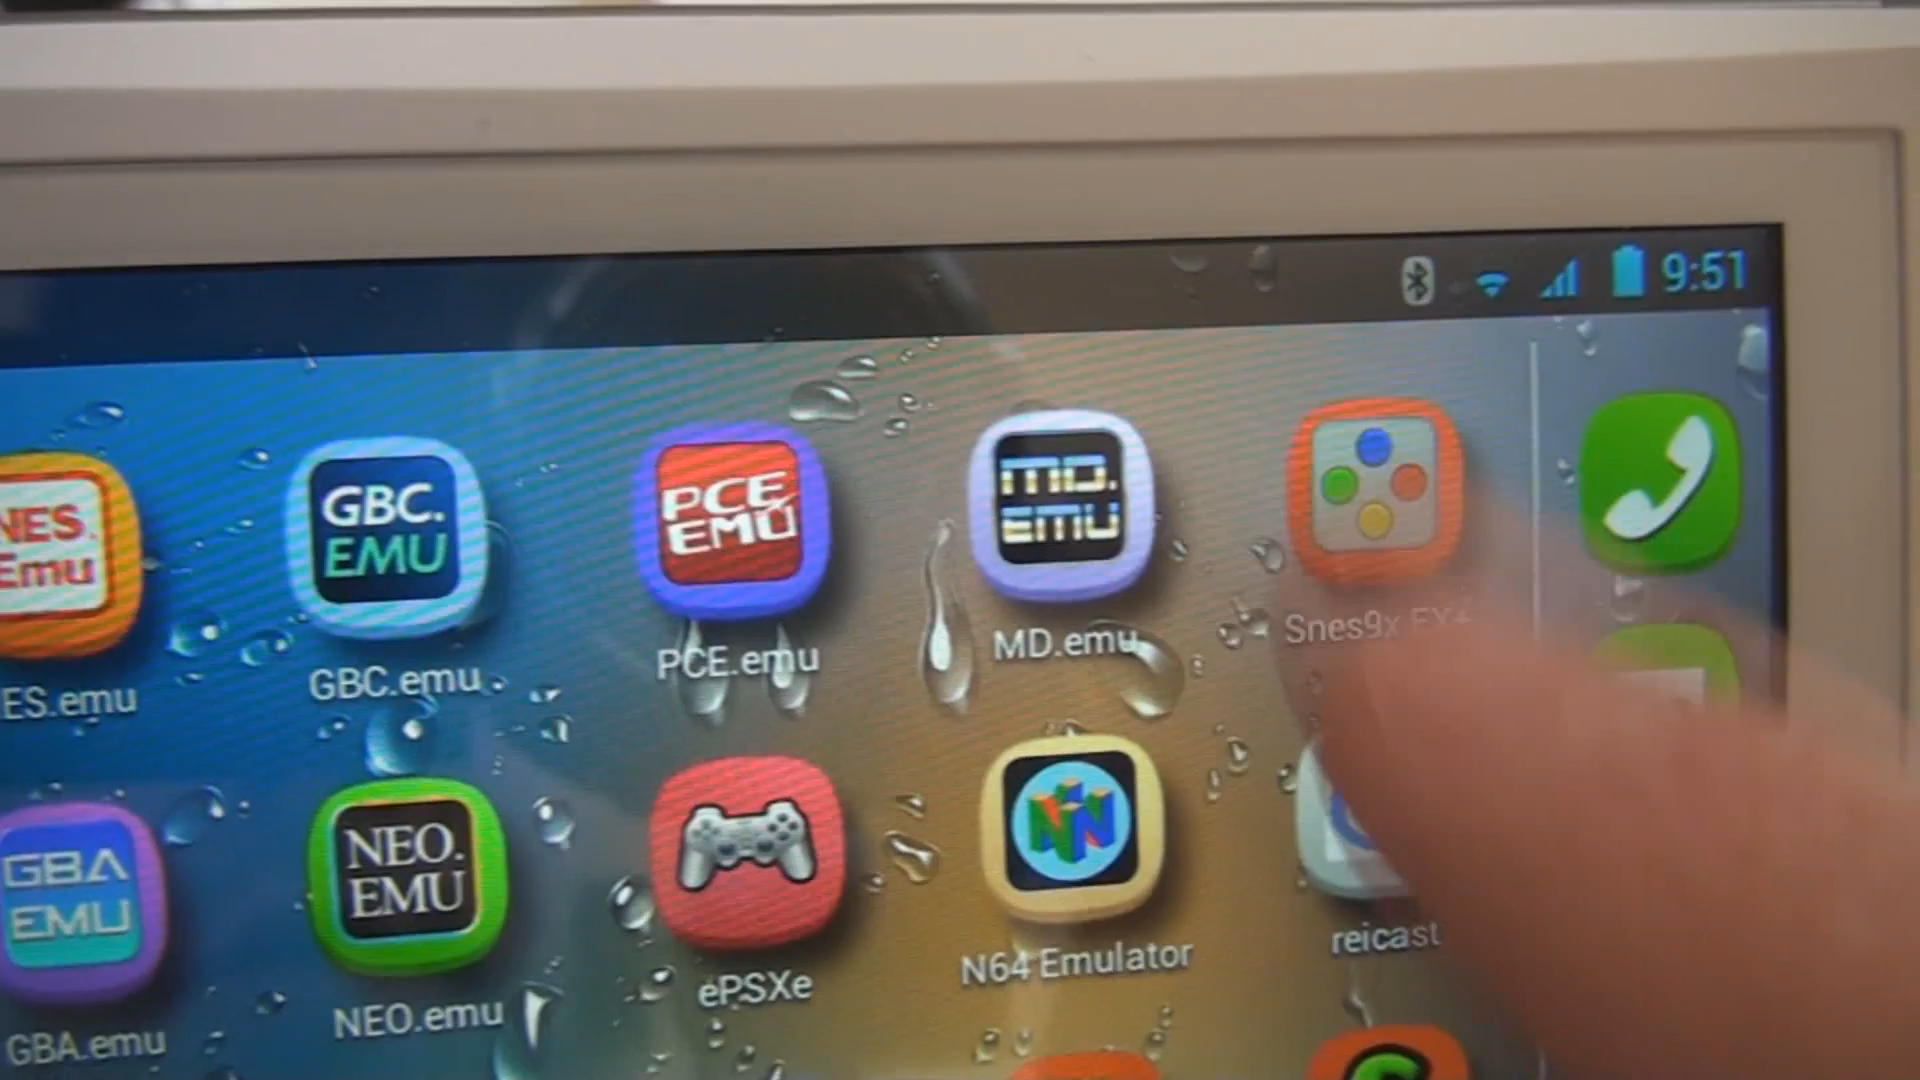 9:51
NES.
Emu
GBC.
EMU
PCE
EMU
MD.
EMU
ES.emu
GBC.emu
PCE.emu
MD.emu
Snes9x EX+
GBA
EMU
NEO.
EMU
GBA.emu
NEO.emu
ePSXe
N64 Emulator
reicast